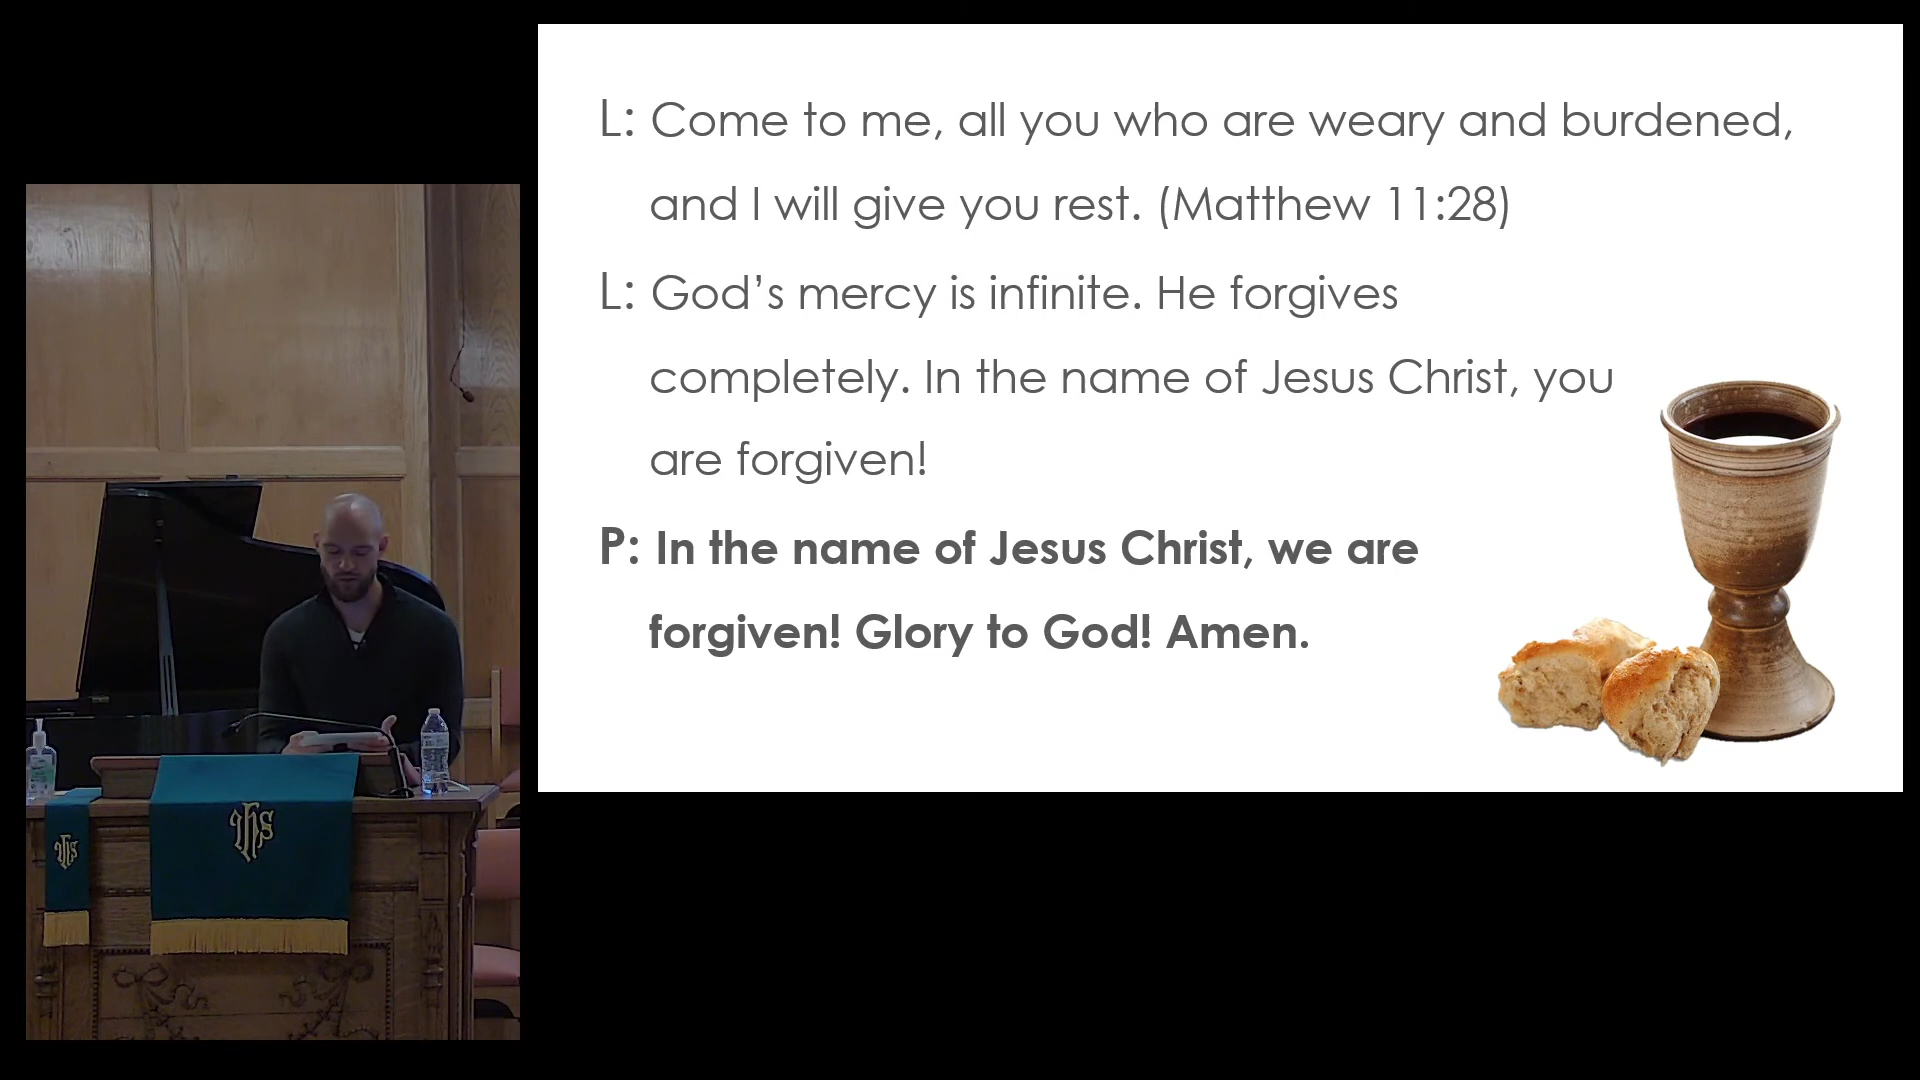 L: Come to me, all you who are weary and burdened,
and I will give you rest. (Matthew 11:28)
L: God’s mercy is infinite. He forgives
completely. In the name of Jesus Christ, you
are forgiven!
P: In the name of Jesus Christ, we are
forgiven! Glory to God! Amen.
IHS
IHS